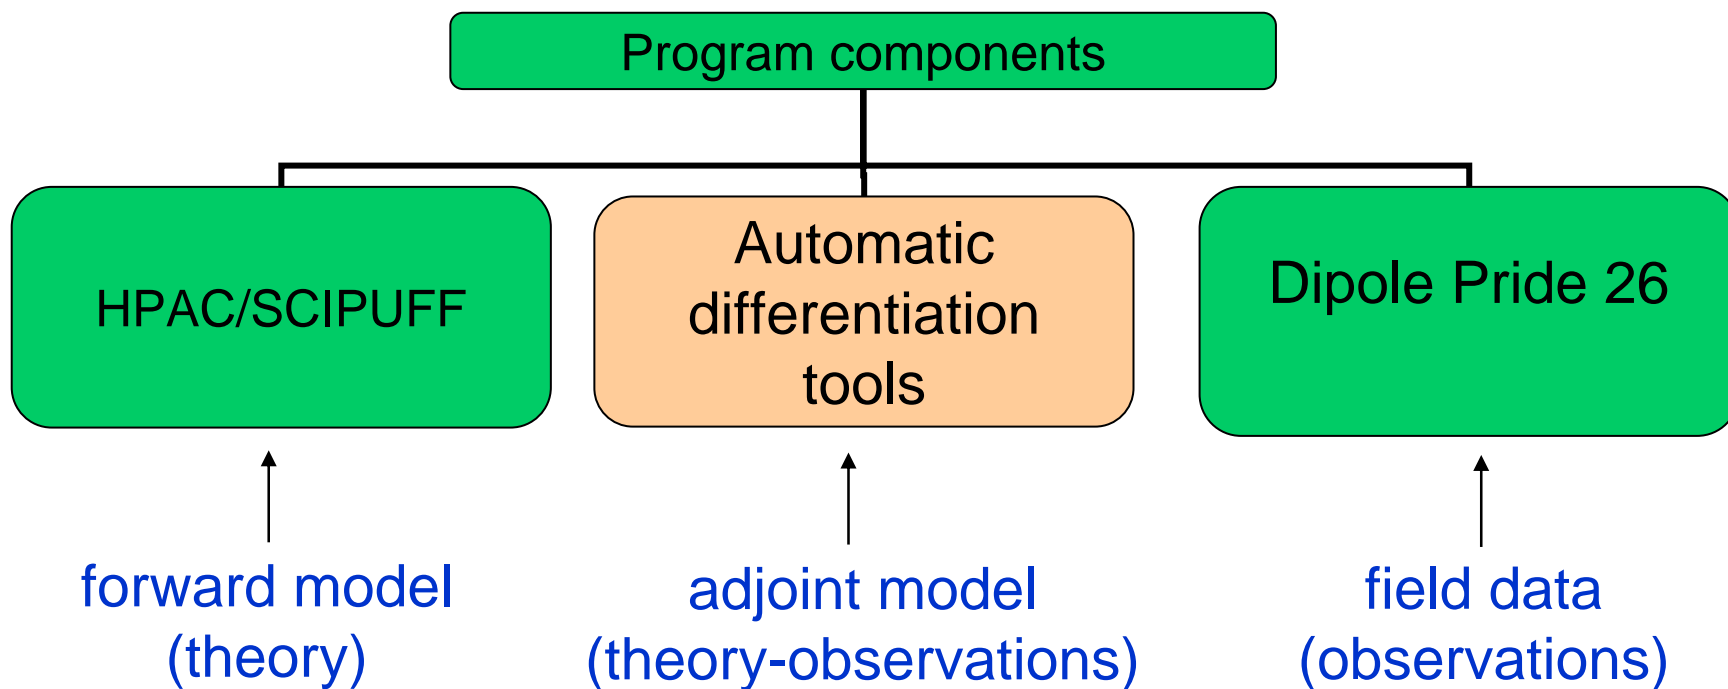 Program components
HPAC/SCIPUFF
Automatic
differentiation
tools
Dipole Pride 26
forward model
(theory)
adjoint model
(theory-observations)
field data
(observations)